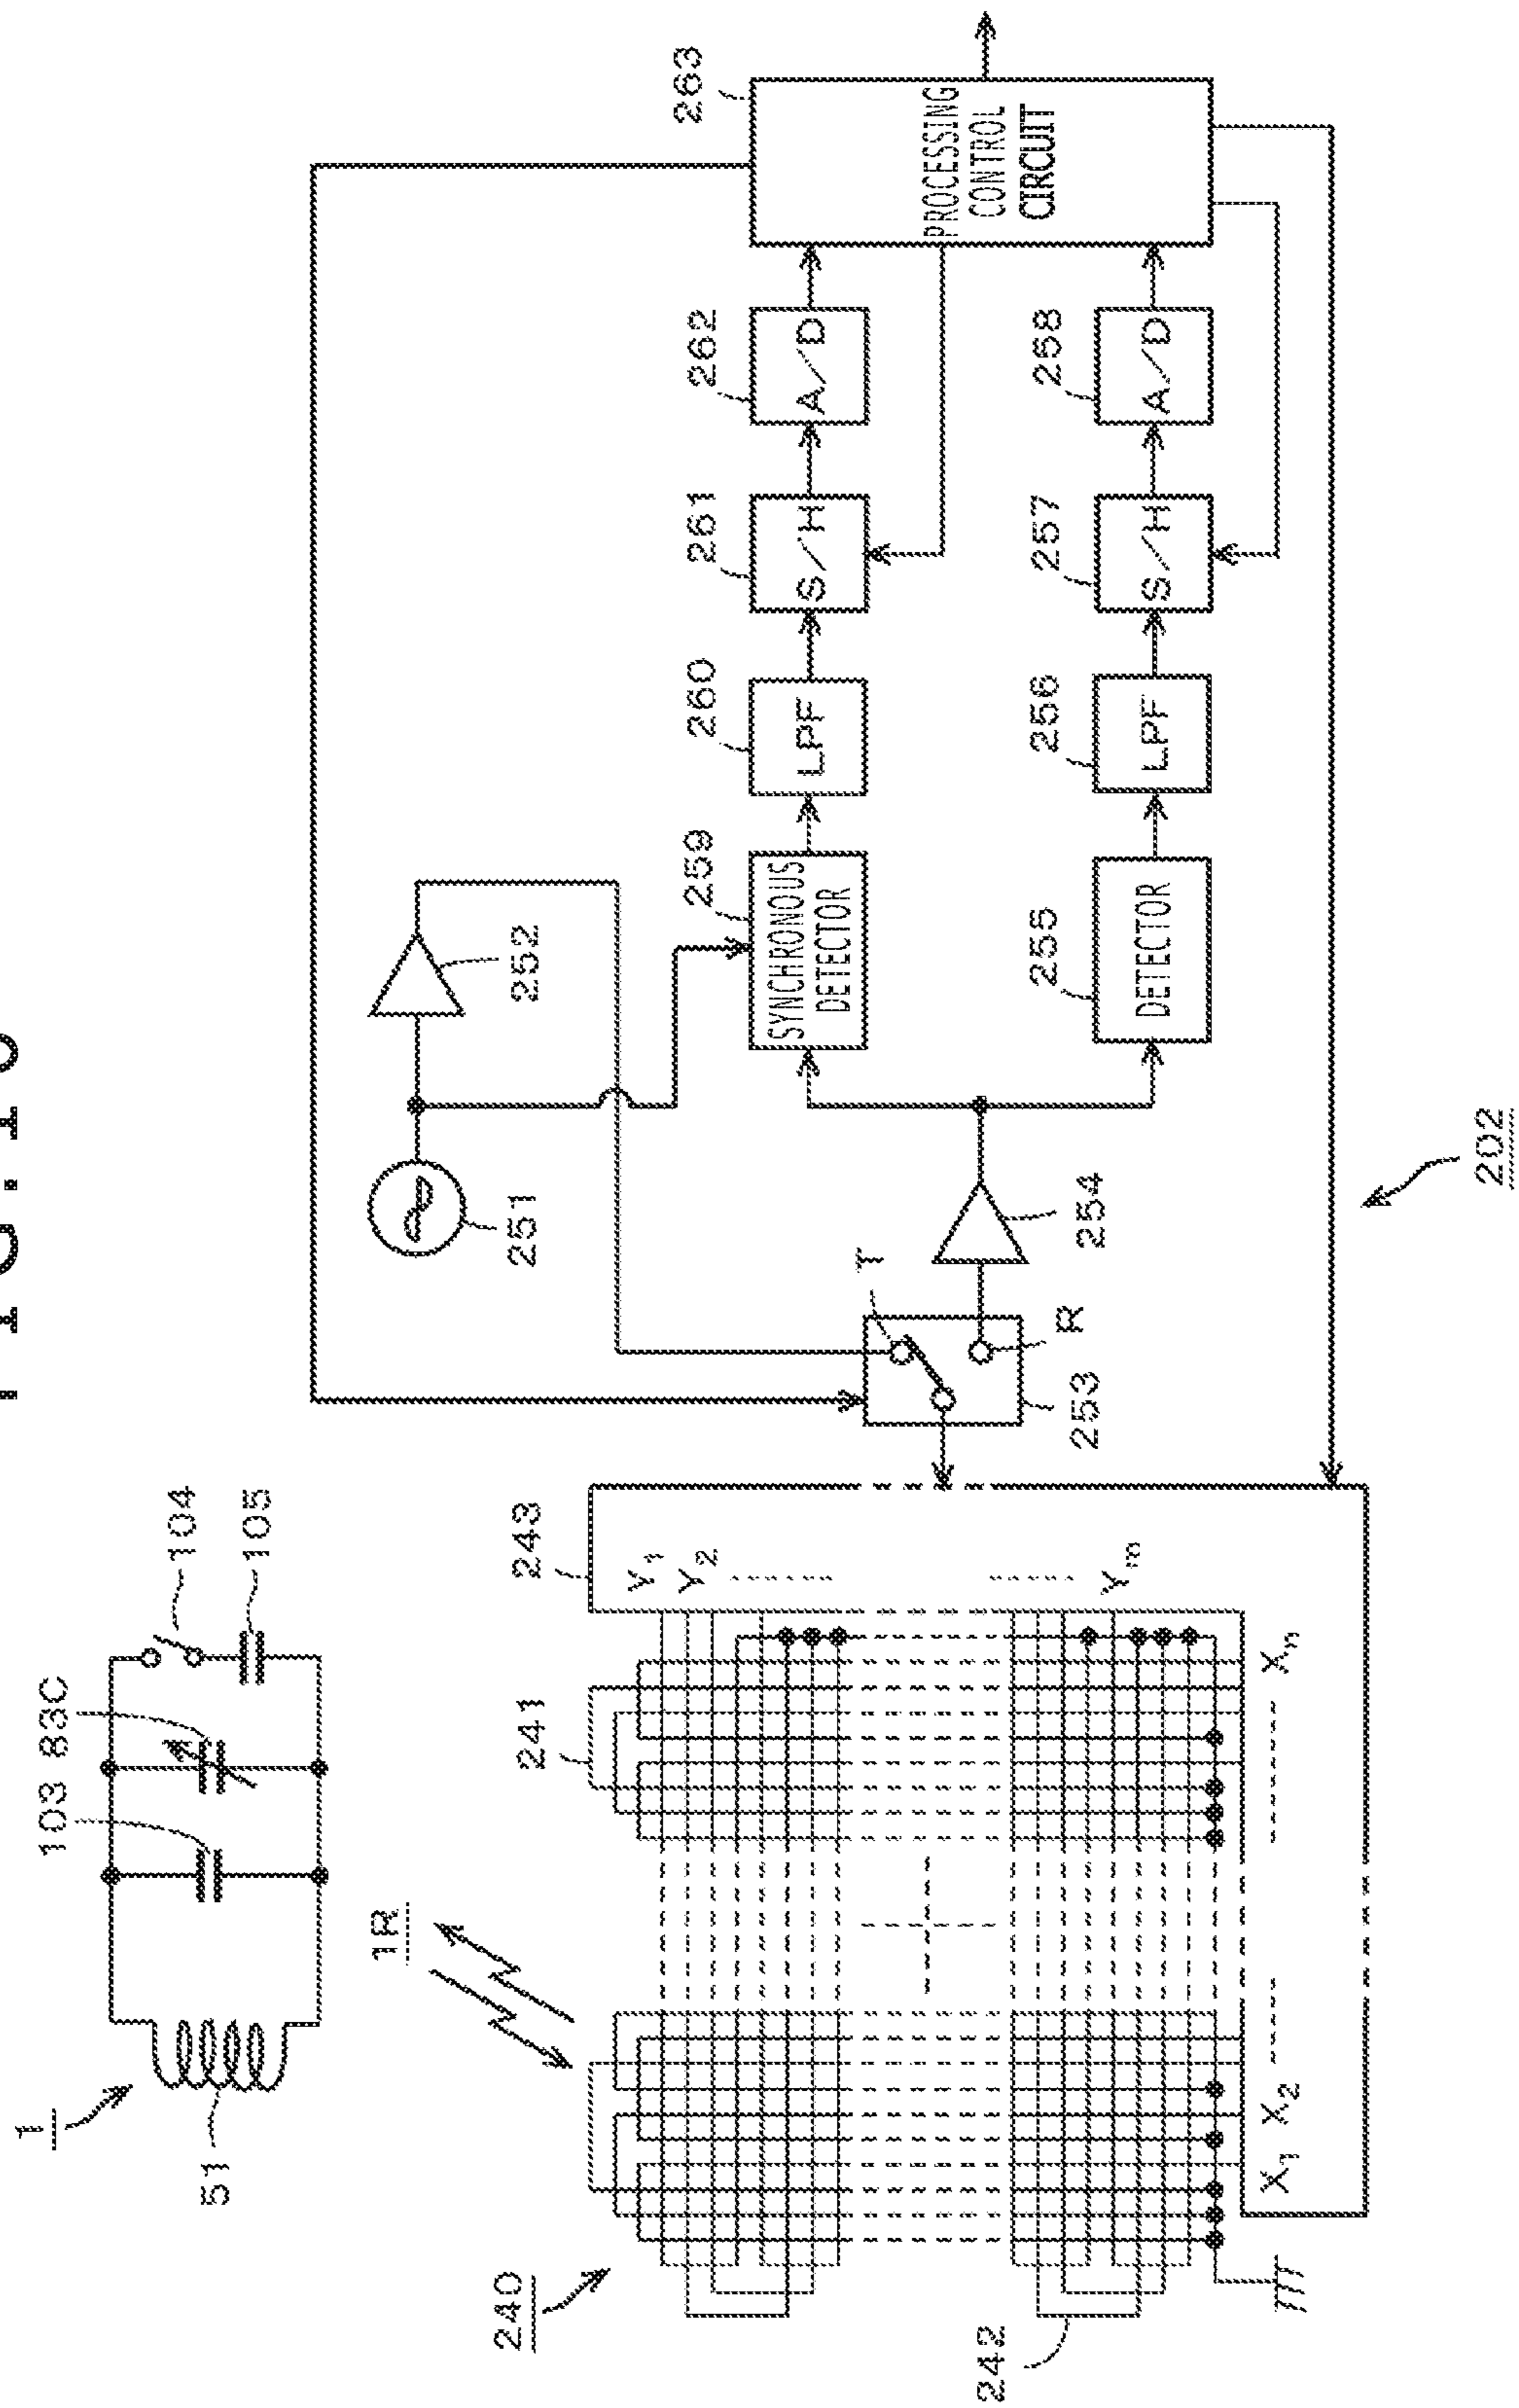 1
51
103
83C
104
105
1R
240
241
242
243
Y1
Y2
Ym
X1
X2
Xn
251
252
T
R
253
254
259
SYNCHRONOUS
DETECTOR
260
LPF
261
S/H
262
A/D
263
PROCESSING
CONTROL
CIRCUIT
255
DETECTOR
256
LPF
257
S/H
258
A/D
202